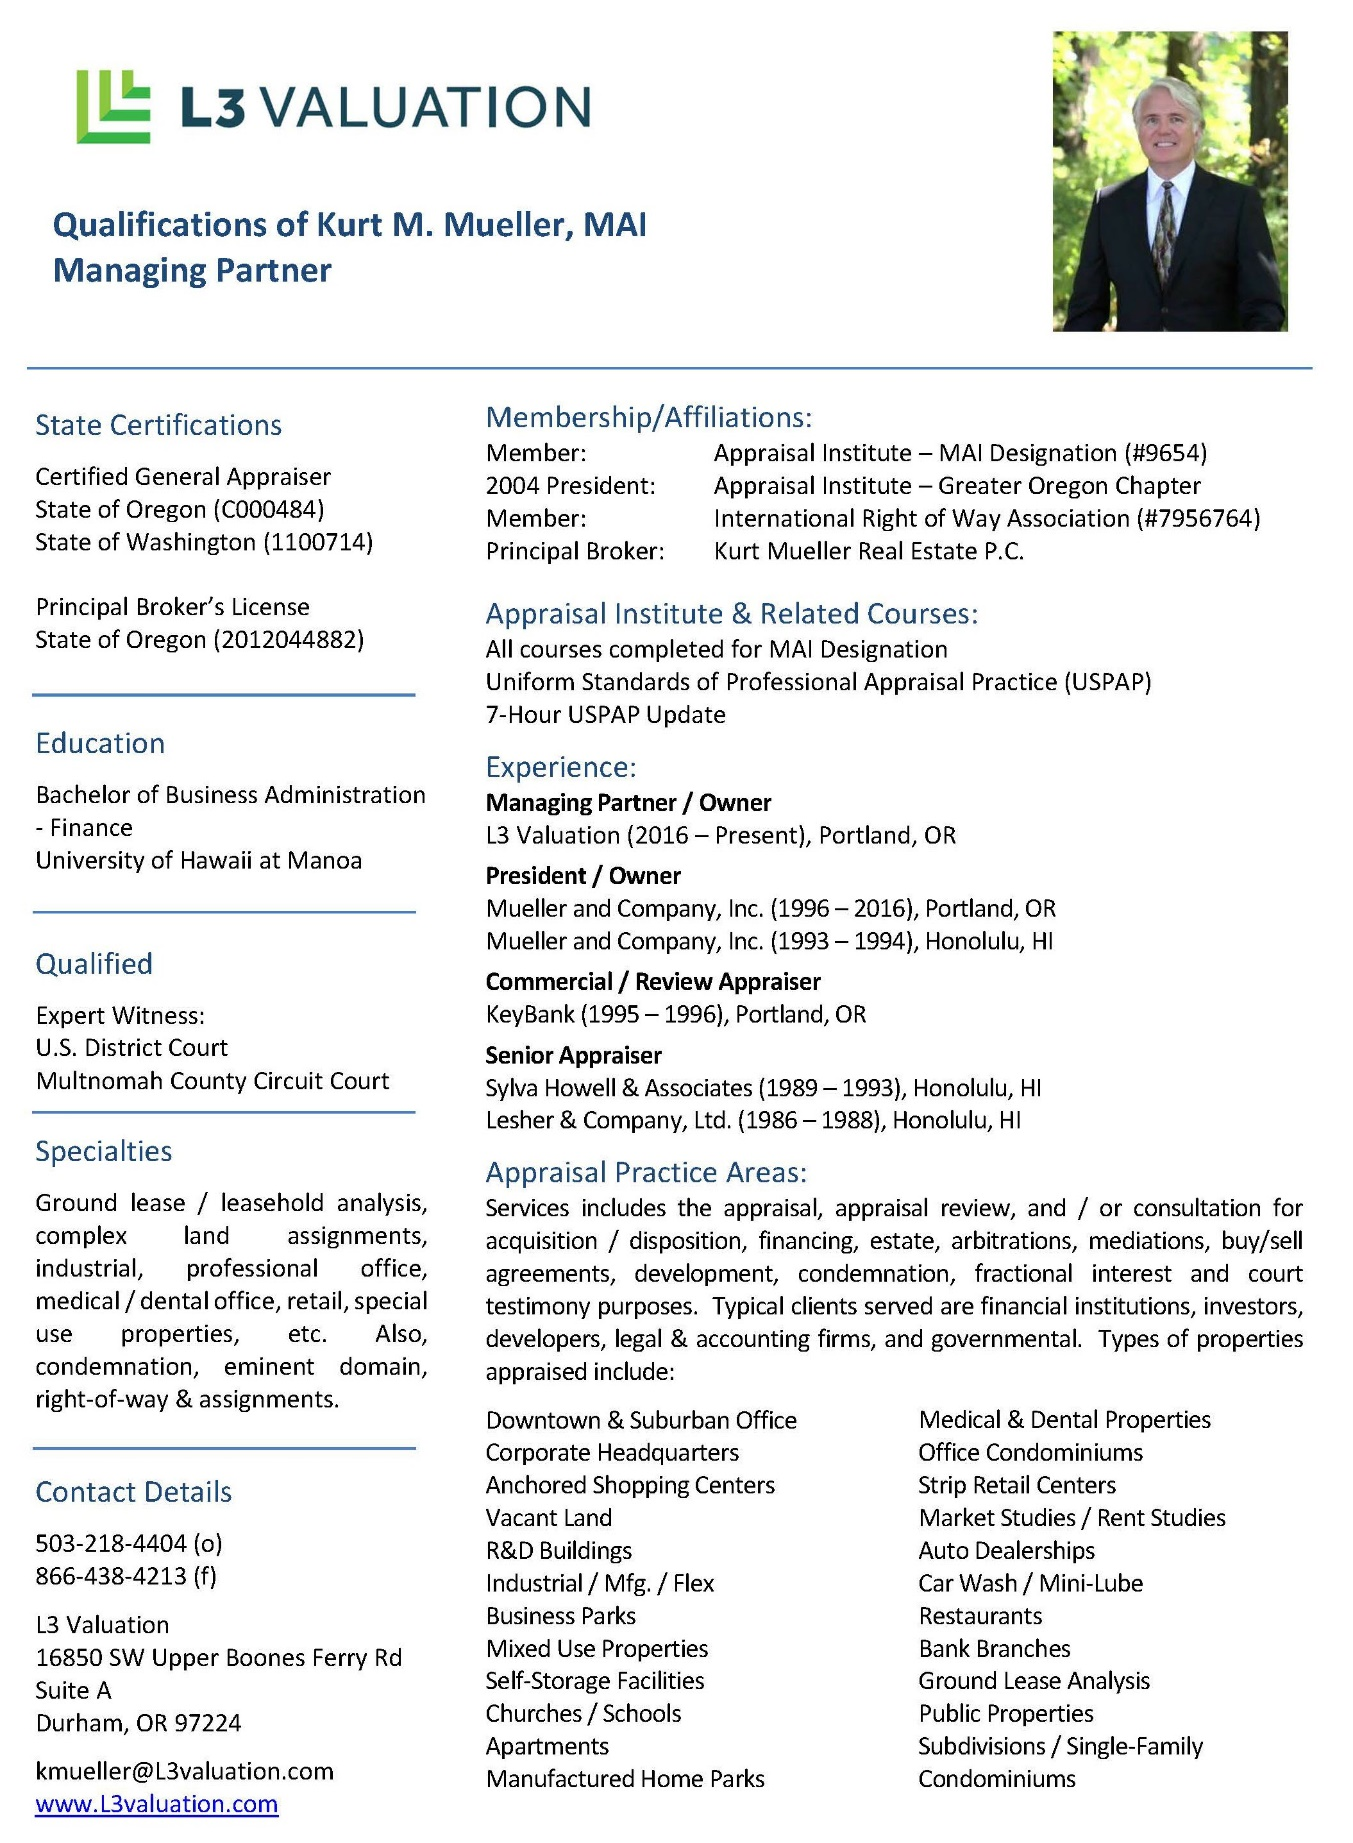 L3 VALUATION
Qualifications of Kurt M. Mueller, MAI
Managing Partner
State Certifications
Certified General Appraiser
State of Oregon (C000484)
State of Washington (1100714)
Principal Broker's License
State of Oregon (2012044882)
Education
Bachelor of Business Administration
- Finance
University of Hawaii at Manoa
Qualified
Expert Witness:
U.S. District Court
Multnomah County Circuit Court
Specialties
Ground lease / leasehold analysis,
complex land assignments,
industrial, professional office,
medical / dental office, retail, special
use properties, etc. Also,
condemnation, eminent domain,
right-of-way & assignments.
Contact Details
503-218-4404 (o)
866-438-4213 (f)
L3 Valuation
16850 SW Upper Boones Ferry Rd
Suite A
Durham, OR 97224
kmueller@L3valuation.com
www.L3valuation.com
Membership/Affiliations:
Member: Appraisal Institute – MAI Designation (#9654)
2004 President: Appraisal Institute – Greater Oregon Chapter
Member: International Right of Way Association (#7956764)
Principal Broker: Kurt Mueller Real Estate P.C.
Appraisal Institute & Related Courses:
All courses completed for MAI Designation
Uniform Standards of Professional Appraisal Practice (USPAP)
7-Hour USPAP Update
Experience:
Managing Partner / Owner
L3 Valuation (2016 – Present), Portland, OR
President / Owner
Mueller and Company, Inc. (1996 – 2016), Portland, OR
Mueller and Company, Inc. (1993 – 1994), Honolulu, HI
Commercial / Review Appraiser
KeyBank (1995 – 1996), Portland, OR
Senior Appraiser
Sylva Howell & Associates (1989 – 1993), Honolulu, HI
Lesher & Company, Ltd. (1986 – 1988), Honolulu, HI
Appraisal Practice Areas:
Services includes the appraisal, appraisal review, and / or consultation for
acquisition / disposition, financing, estate, arbitrations, mediations, buy/sell
agreements, development, condemnation, fractional interest and court
testimony purposes. Typical clients served are financial institutions, investors,
developers, legal & accounting firms, and governmental. Types of properties
appraised include:
Downtown & Suburban Office
Corporate Headquarters
Anchored Shopping Centers
Vacant Land
R&D Buildings
Industrial / Mfg. / Flex
Business Parks
Mixed Use Properties
Self-Storage Facilities
Churches / Schools
Apartments
Manufactured Home Parks
Medical & Dental Properties
Office Condominiums
Strip Retail Centers
Market Studies / Rent Studies
Auto Dealerships
Car Wash / Mini-Lube
Restaurants
Bank Branches
Ground Lease Analysis
Public Properties
Subdivisions / Single-Family
Condominiums